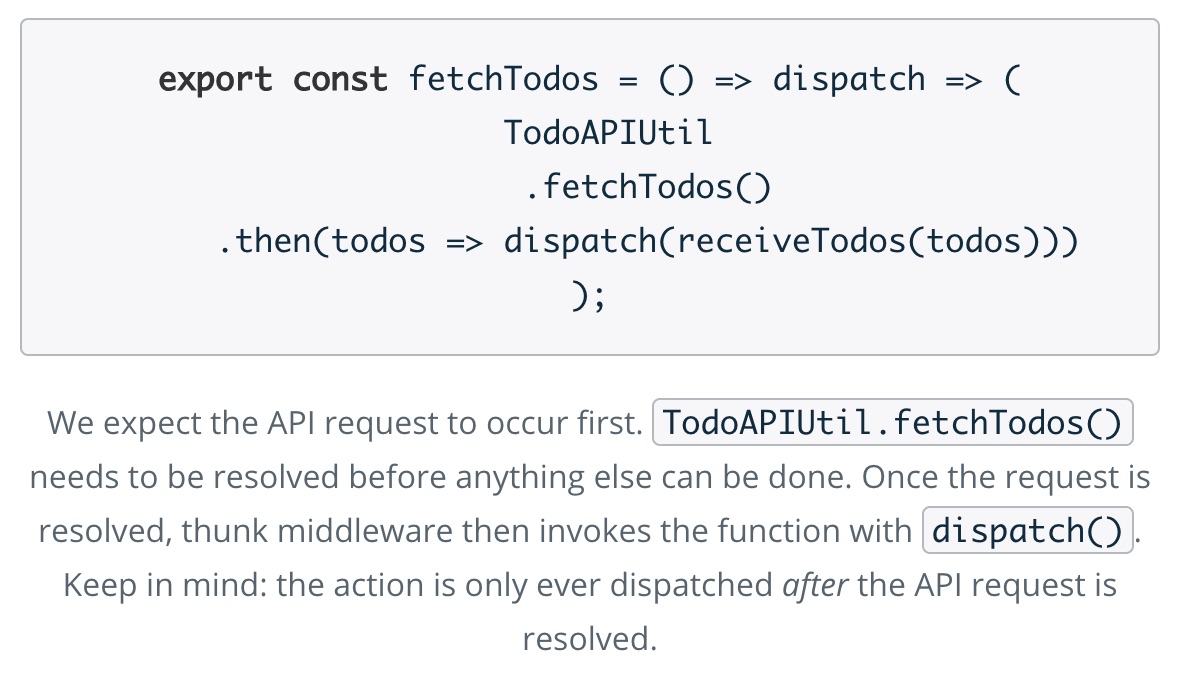 export const fetchTodos = () => dispatch => (
TodoAPIUtil
.fetchTodos()
.then(todos => dispatch(receiveTodos(todos)))
);
We expect the API request to occur first. TodoAPIUtil.fetchTodos()
needs to be resolved before anything else can be done. Once the request is
resolved, thunk middleware then invokes the function with dispatch().
Keep in mind: the action is only ever dispatched after the API request is
resolved.